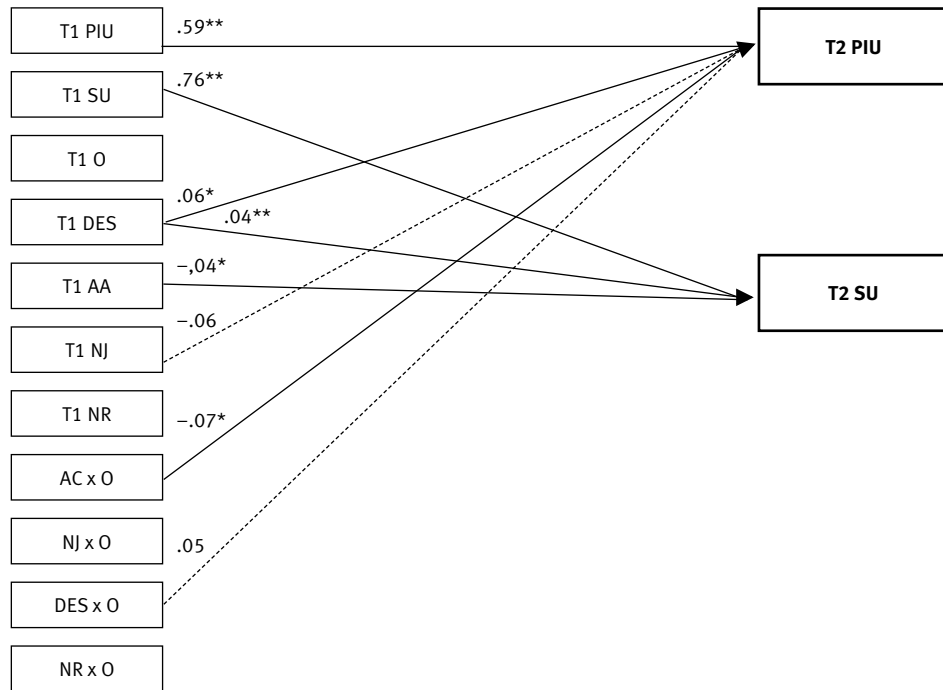 T1 PIU
.59**
T2 PIU
T1 SU
.76**
T1 O
T1 DES
.06*
.04**
T1 AA
–,04*
T2 SU
T1 NJ
–.06
T1 NR
–.07*
AC x O
NJ x O
.05
DES x O
NR x O